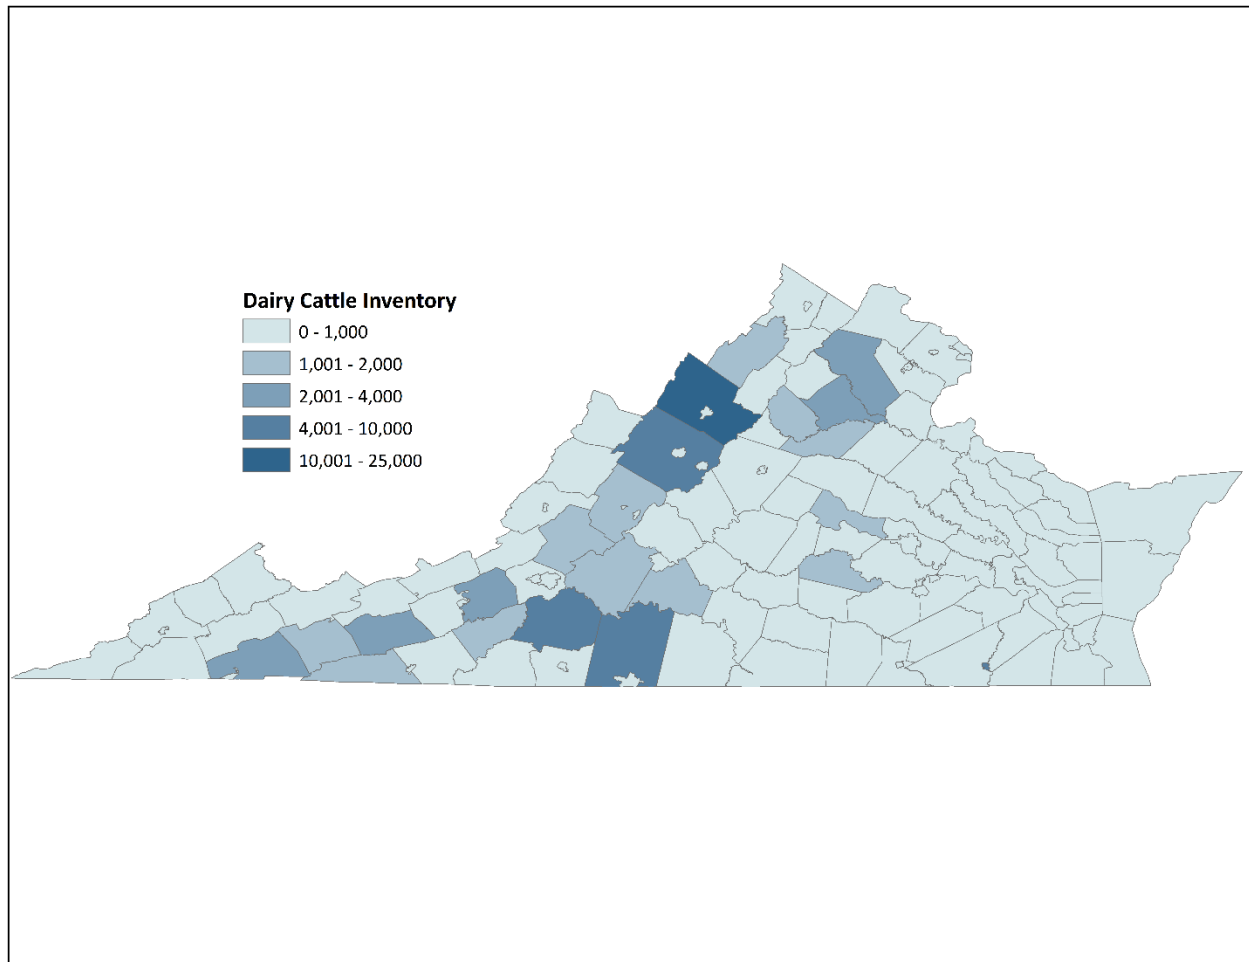 Dairy Cattle Inventory
0 - 1,000
1,001 - 2,000
2,001 - 4,000
4,001 - 10,000
10,001 - 25,000